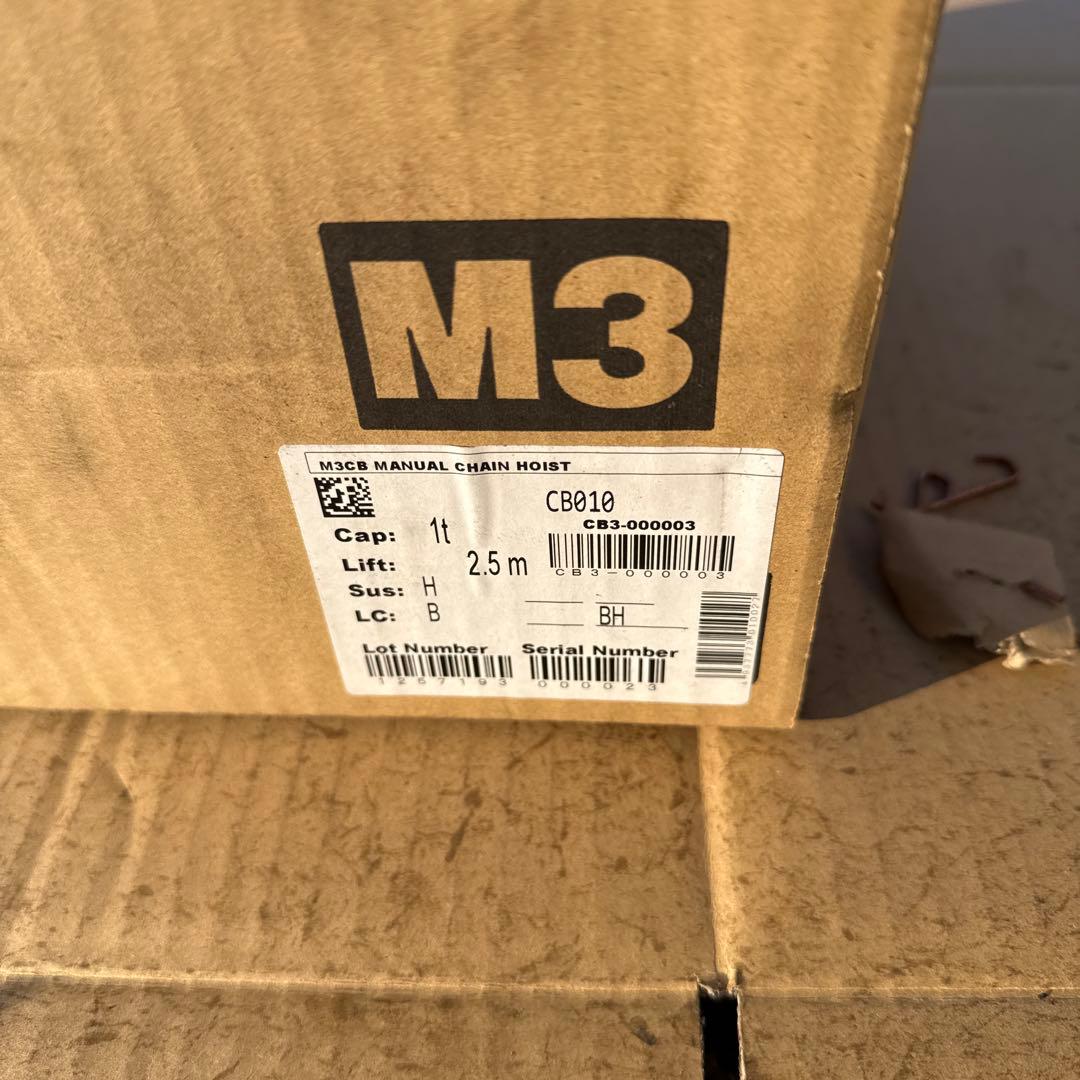 M3
M3CB MANUAL CHAIN HOIST
CB010
CB3-000003
Cap: 1t
CB3-000003
Lift: 2.5 m
Sus: H
LC: B
BH
Lot Number
Serial Number
1257193
000023